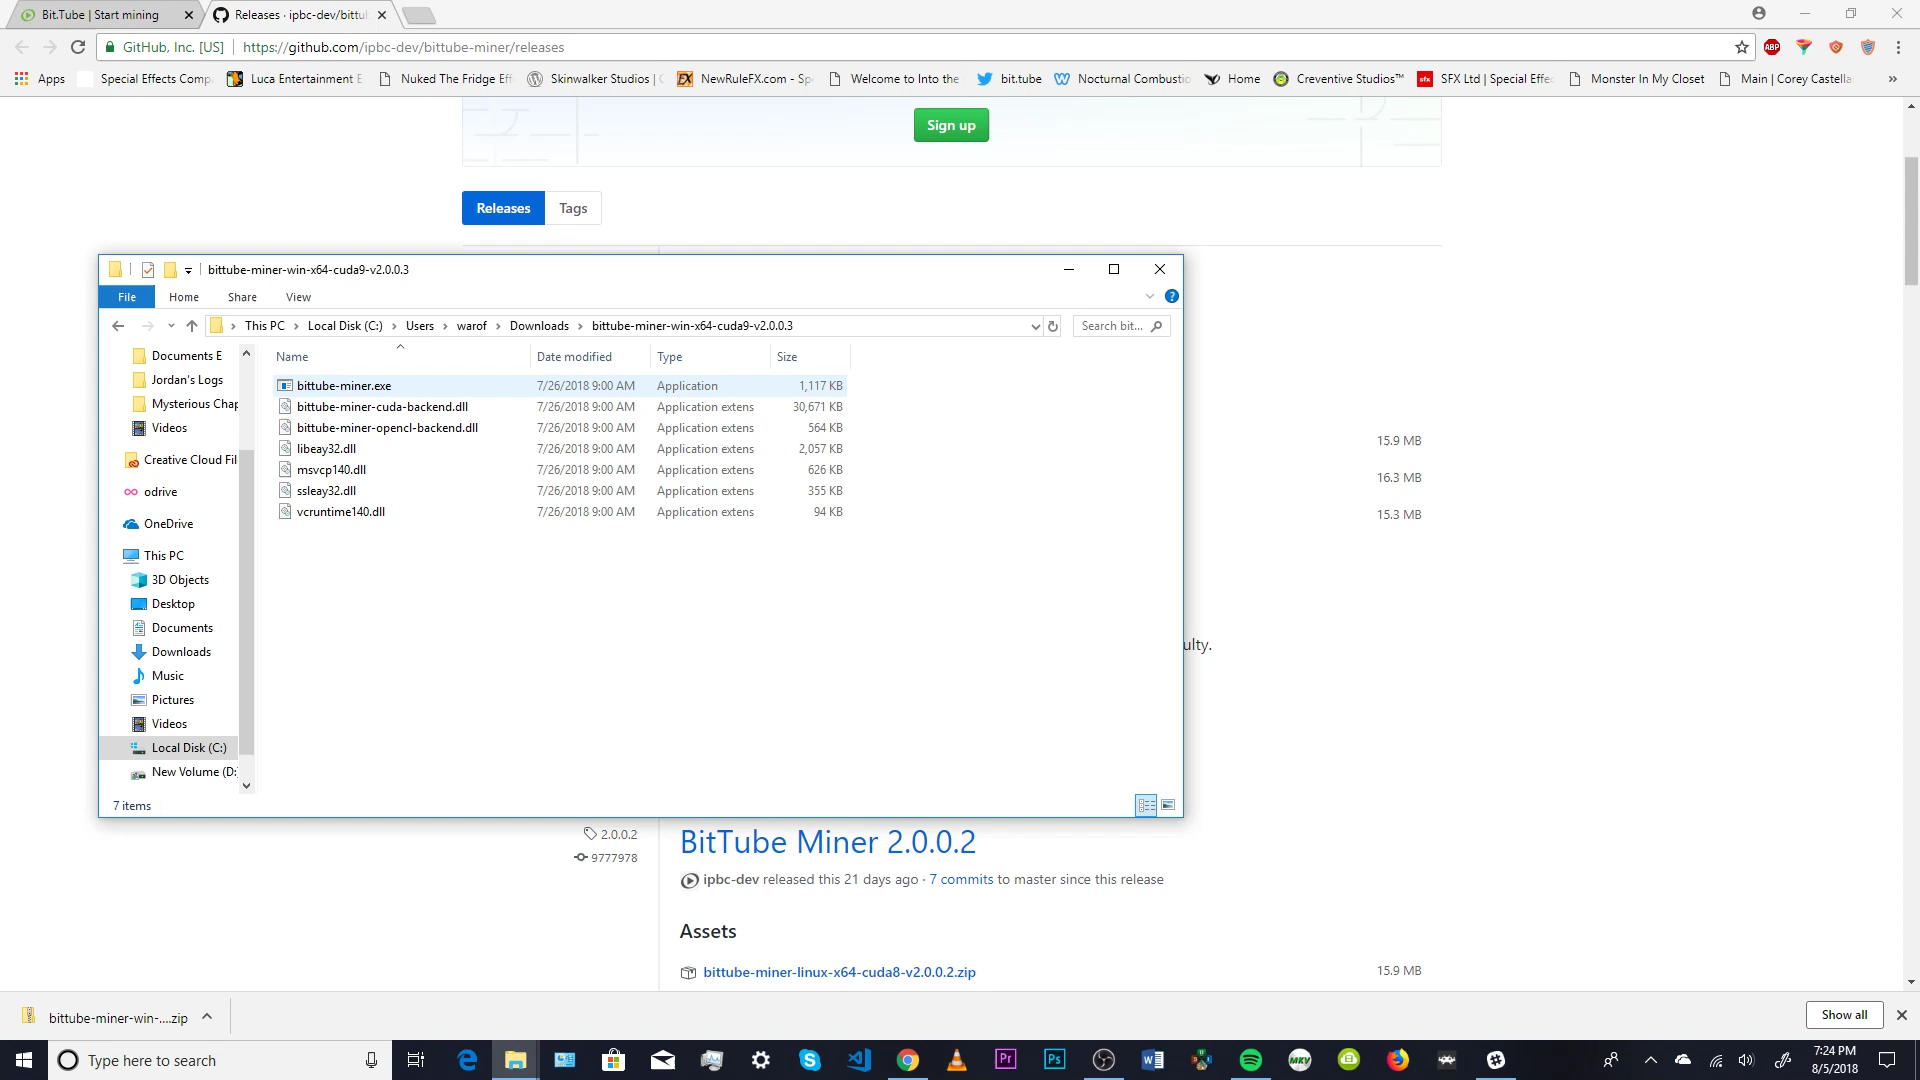 Bit.Tube | Start mining
Releases · ipbc-dev/bittub
GitHub, Inc. [US]
https://github.com/ipbc-dev/bittube-miner/releases
ABP
Apps
Special Effects Comp
Luca Entertainment E
Nuked The Fridge Eff
Skinwalker Studios |
NewRuleFX.com - Sp
Welcome to Into the
bit.tube
Nocturnal Combustio
Home
Creventive Studios™
SFX Ltd | Special Effec
Monster In My Closet
Main | Corey Castella
»
Sign up
Releases
Tags
bittube-miner-win-x64-cuda9-v2.0.0.3
File
Home
Share
View
This PC
Local Disk (C:)
Users
warof
Downloads
bittube-miner-win-x64-cuda9-v2.0.0.3
Search bit...
Name
Date modified
Type
Size
bittube-miner.exe 7/26/2018 9:00 AM Application 1,117 KB
bittube-miner-cuda-backend.dll 7/26/2018 9:00 AM Application extens 30,671 KB
bittube-miner-opencl-backend.dll 7/26/2018 9:00 AM Application extens 564 KB
libeay32.dll 7/26/2018 9:00 AM Application extens 2,057 KB
msvcp140.dll 7/26/2018 9:00 AM Application extens 626 KB
ssleay32.dll 7/26/2018 9:00 AM Application extens 355 KB
vcruntime140.dll 7/26/2018 9:00 AM Application extens 94 KB
Documents E
Jordan's Logs
Mysterious Chap
Videos
Creative Cloud Fil
odrive
OneDrive
This PC
3D Objects
Desktop
Documents
Downloads
Music
Pictures
Videos
Local Disk (C:)
New Volume (D:
7 items
15.9 MB
16.3 MB
15.3 MB
ulty.
2.0.0.2
9777978
BitTube Miner 2.0.0.2
ipbc-dev released this 21 days ago · 7 commits to master since this release
Assets
bittube-miner-linux-x64-cuda8-v2.0.0.2.zip
15.9 MB
bittube-miner-win-....zip
Show all
Type here to search
Pr
Ps
MKV
7:24 PM
8/5/2018